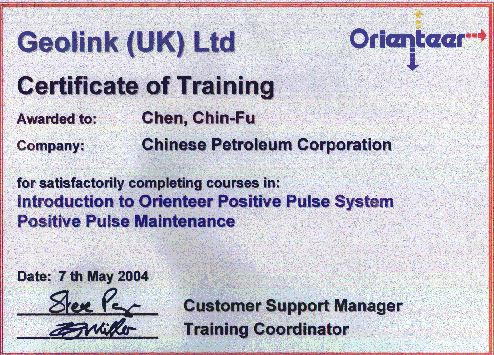 Geolink (UK) Ltd
Orienteer
Certificate of Training
Awarded to: Chen, Chin-Fu
Company: Chinese Petroleum Corporation
for satisfactorily completing courses in:
Introduction to Orienteer Positive Pulse System
Positive Pulse Maintenance
Date: 7 th May 2004
Customer Support Manager
Training Coordinator